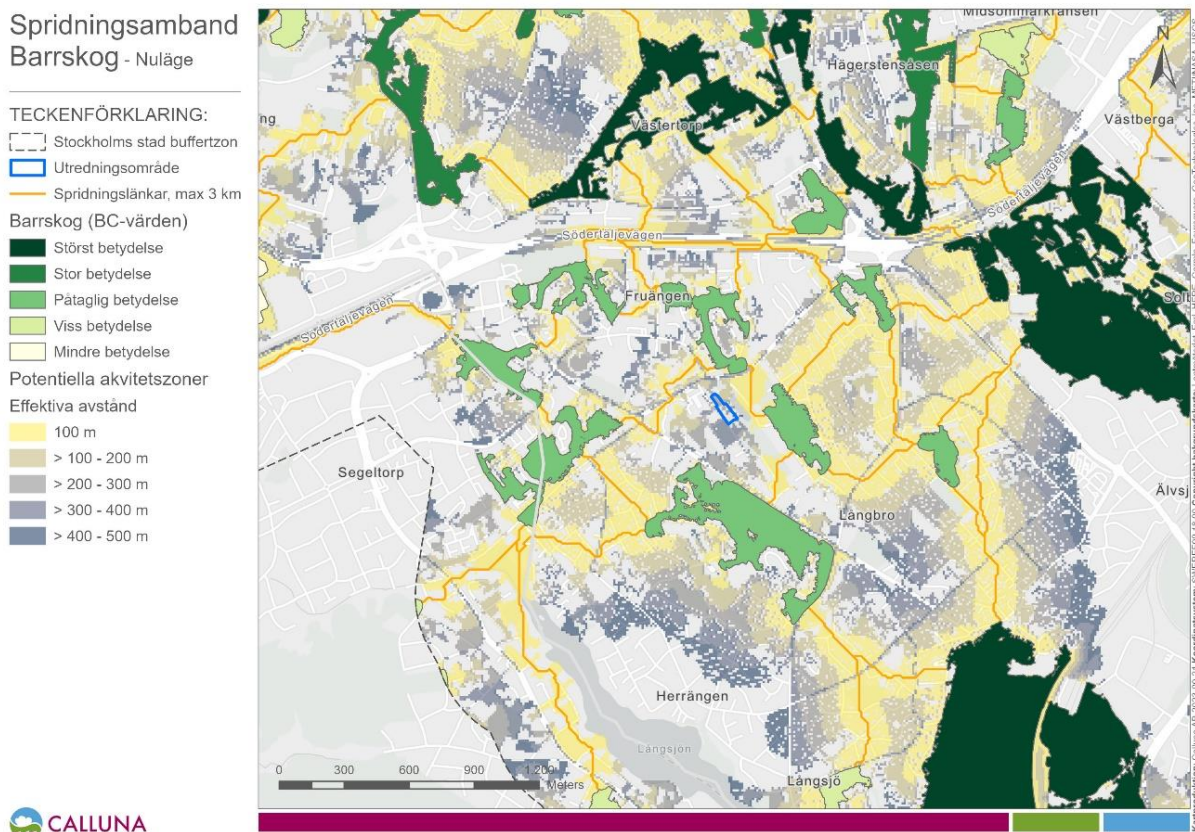 Spridningsamband
Barrskog - Nuläge
TECKENFÖRKLARING:
Stockholms stad buffertzon
Utredningsområde
Spridningslänkar, max 3 km
Barrskog (BC-värden)
Störst betydelse
Stor betydelse
Påtaglig betydelse
Viss betydelse
Mindre betydelse
Potentiella akvitetszoner
Effektiva avstånd
100 m
> 100 - 200 m
> 200 - 300 m
> 300 - 400 m
> 400 - 500 m
CALLUNA
Midsommarkransen
N
Hägerstensåsen
ng
Västertorp
Västberga
Södertäljevägen
Södertäljevägen
Solb
Fruängen
Södertäljevägen
Segeltorp
Älvsj
Långbro
Herrängen
Långsjön
Långsjö
0 300 600 900 1,200
Meters